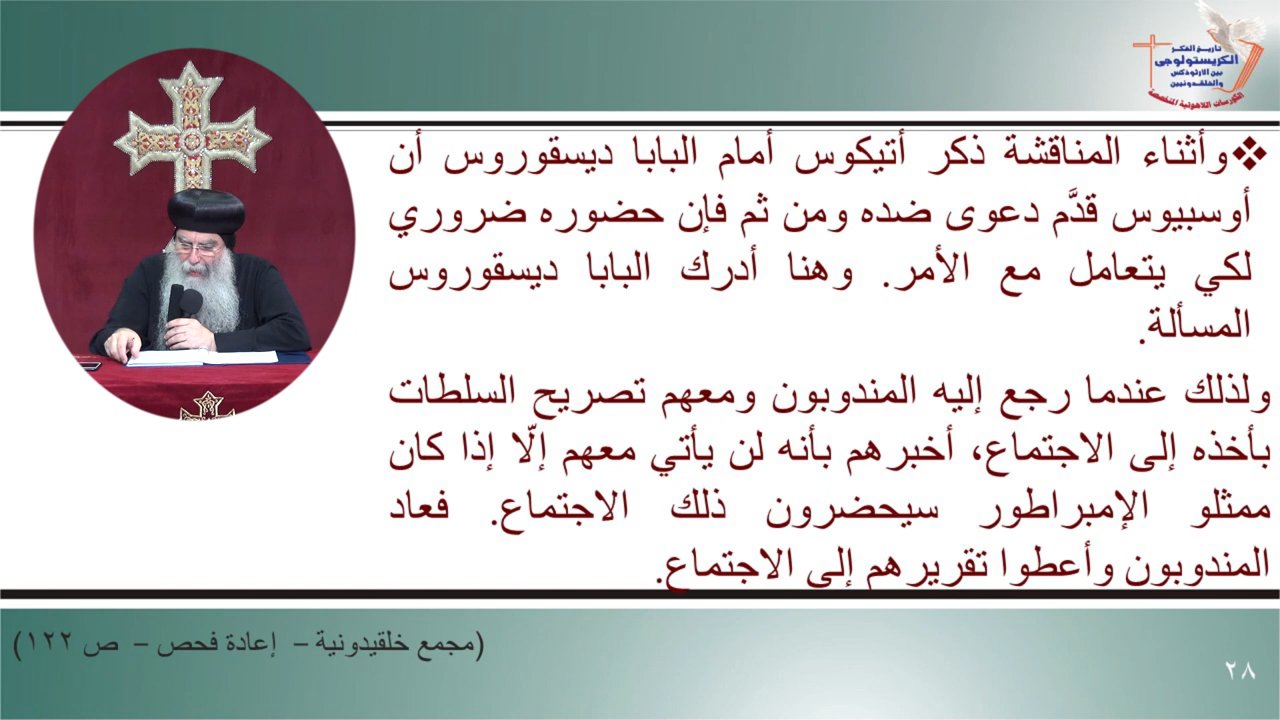 تاريخ الفكر
الكريستولوجى
بين الارثوذكس
والخلقدونيين
الكورسات اللاهوتية المتخصصة
❖وأثناء المناقشة ذكر أتيكوس أمام البابا ديسقوروس أن
أوسبيوس قدَّم دعوى ضده ومن ثم فإن حضوره ضروري
لكي يتعامل مع الأمر. وهنا أدرك البابا ديسقوروس
المسألة.
ولذلك عندما رجع إليه المندوبون ومعهم تصريح السلطات
بأخذه إلى الاجتماع، أخبرهم بأنه لن يأتي معهم إلّا إذا كان
ممثلو الإمبراطور سيحضرون ذلك الاجتماع. فعاد
المندوبون وأعطوا تقريرهم إلى الاجتماع.
(مجمع خلقيدونية – إعادة فحص – ص ١٢٢)
٢٨